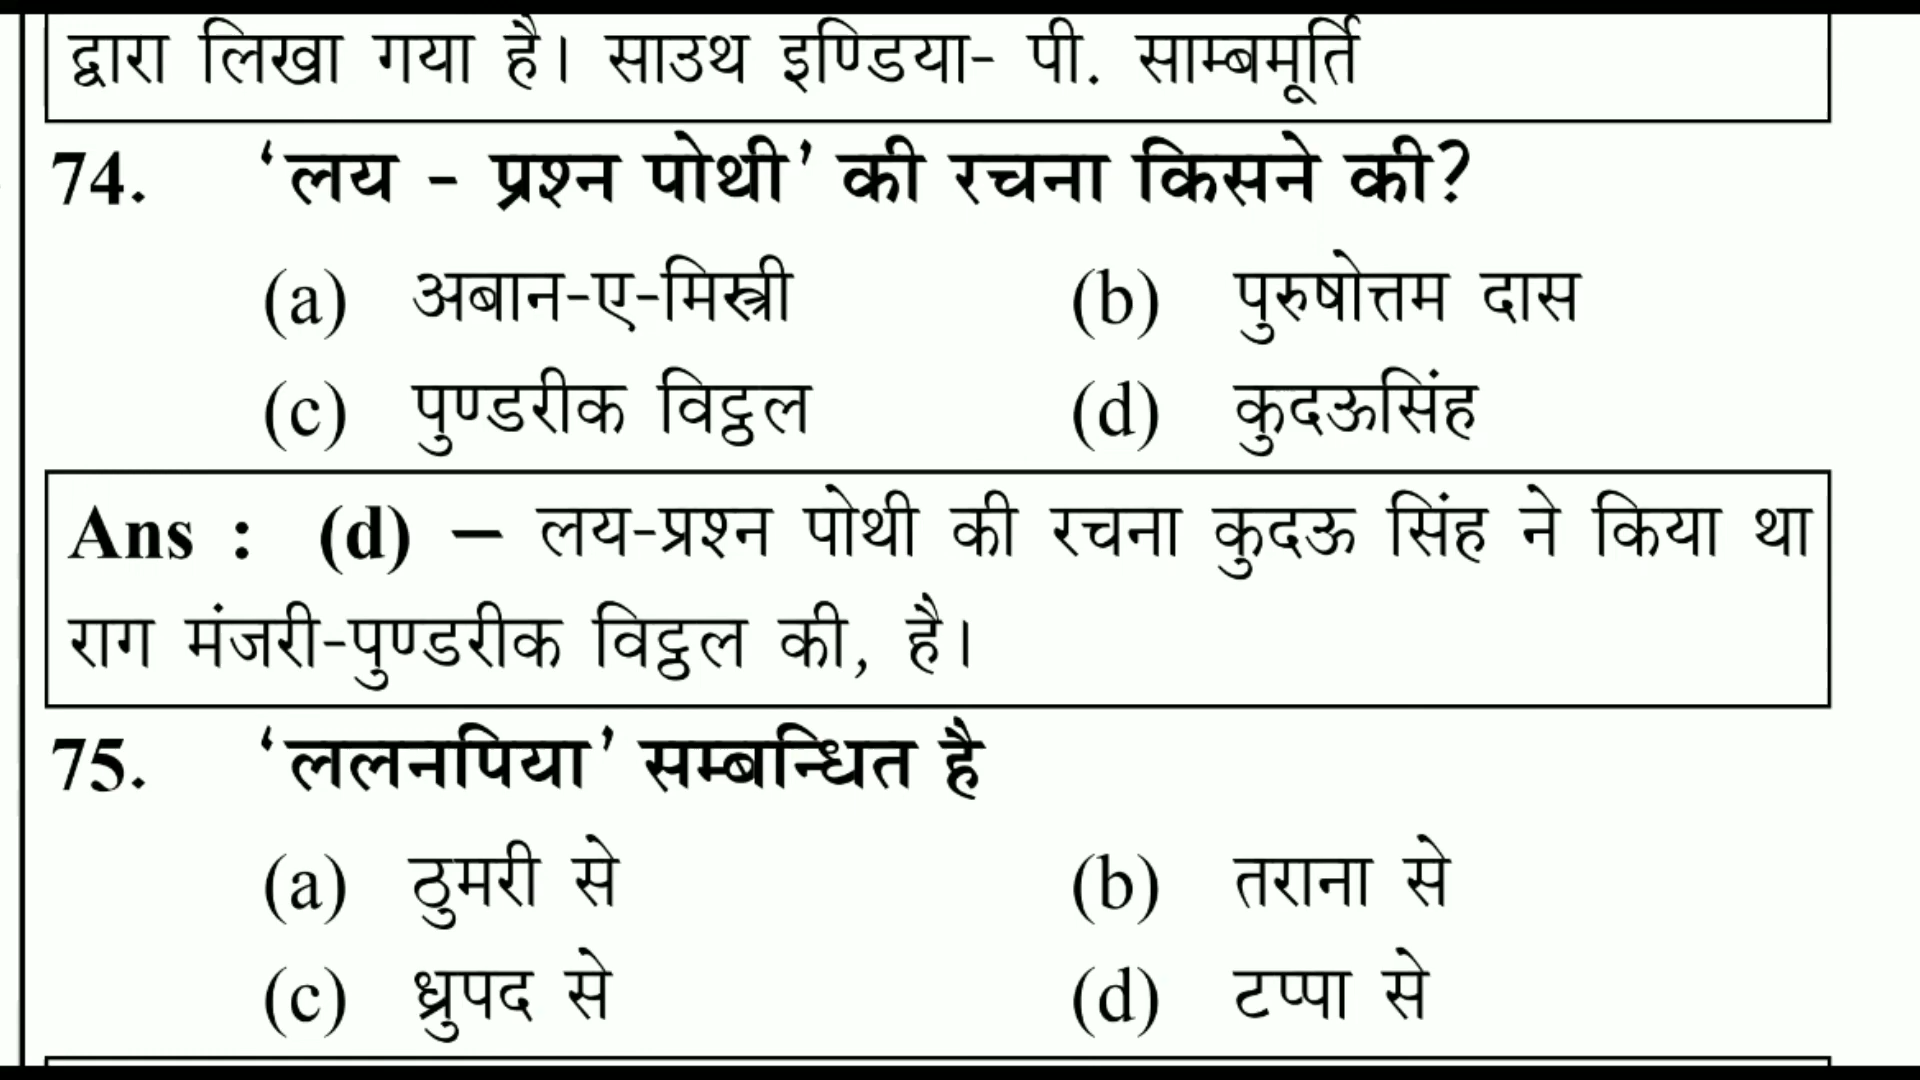 द्वारा लिखा गया है। साउथ इण्डिया- पी. साम्बमूर्ति
74. ‘लय - प्रश्न पोथी’ की रचना किसने की?
(a) अबान-ए-मिस्त्री (b) पुरुषोत्तम दास
(c) पुण्डरीक विट्ठल (d) कुदऊसिंह
Ans : (d) – लय-प्रश्न पोथी की रचना कुदऊ सिंह ने किया था
राग मंजरी-पुण्डरीक विट्ठल की, है।
75. ‘ललनपिया’ सम्बन्धित है
(a) ठुमरी से (b) तराना से
(c) ध्रुपद से (d) टप्पा से